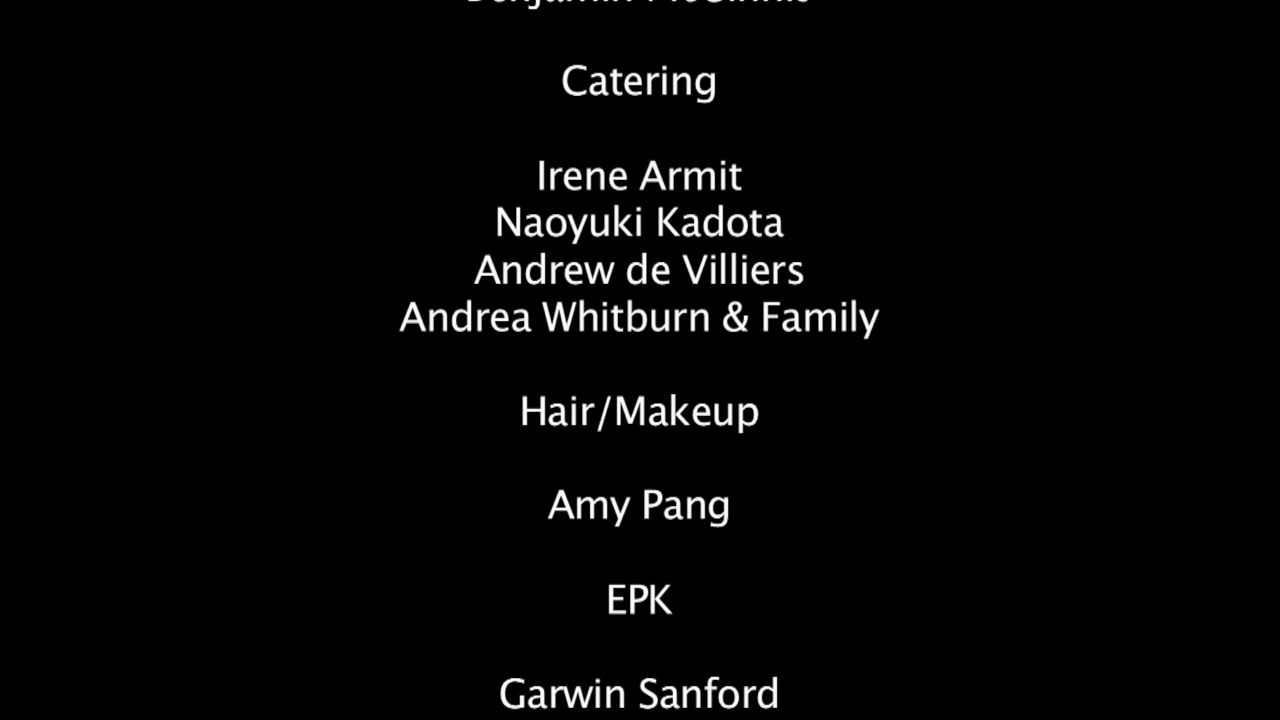 Catering
Irene Armit
Naoyuki Kadota
Andrew de Villiers
Andrea Whitburn & Family
Hair/Makeup
Amy Pang
EPK
Garwin Sanford